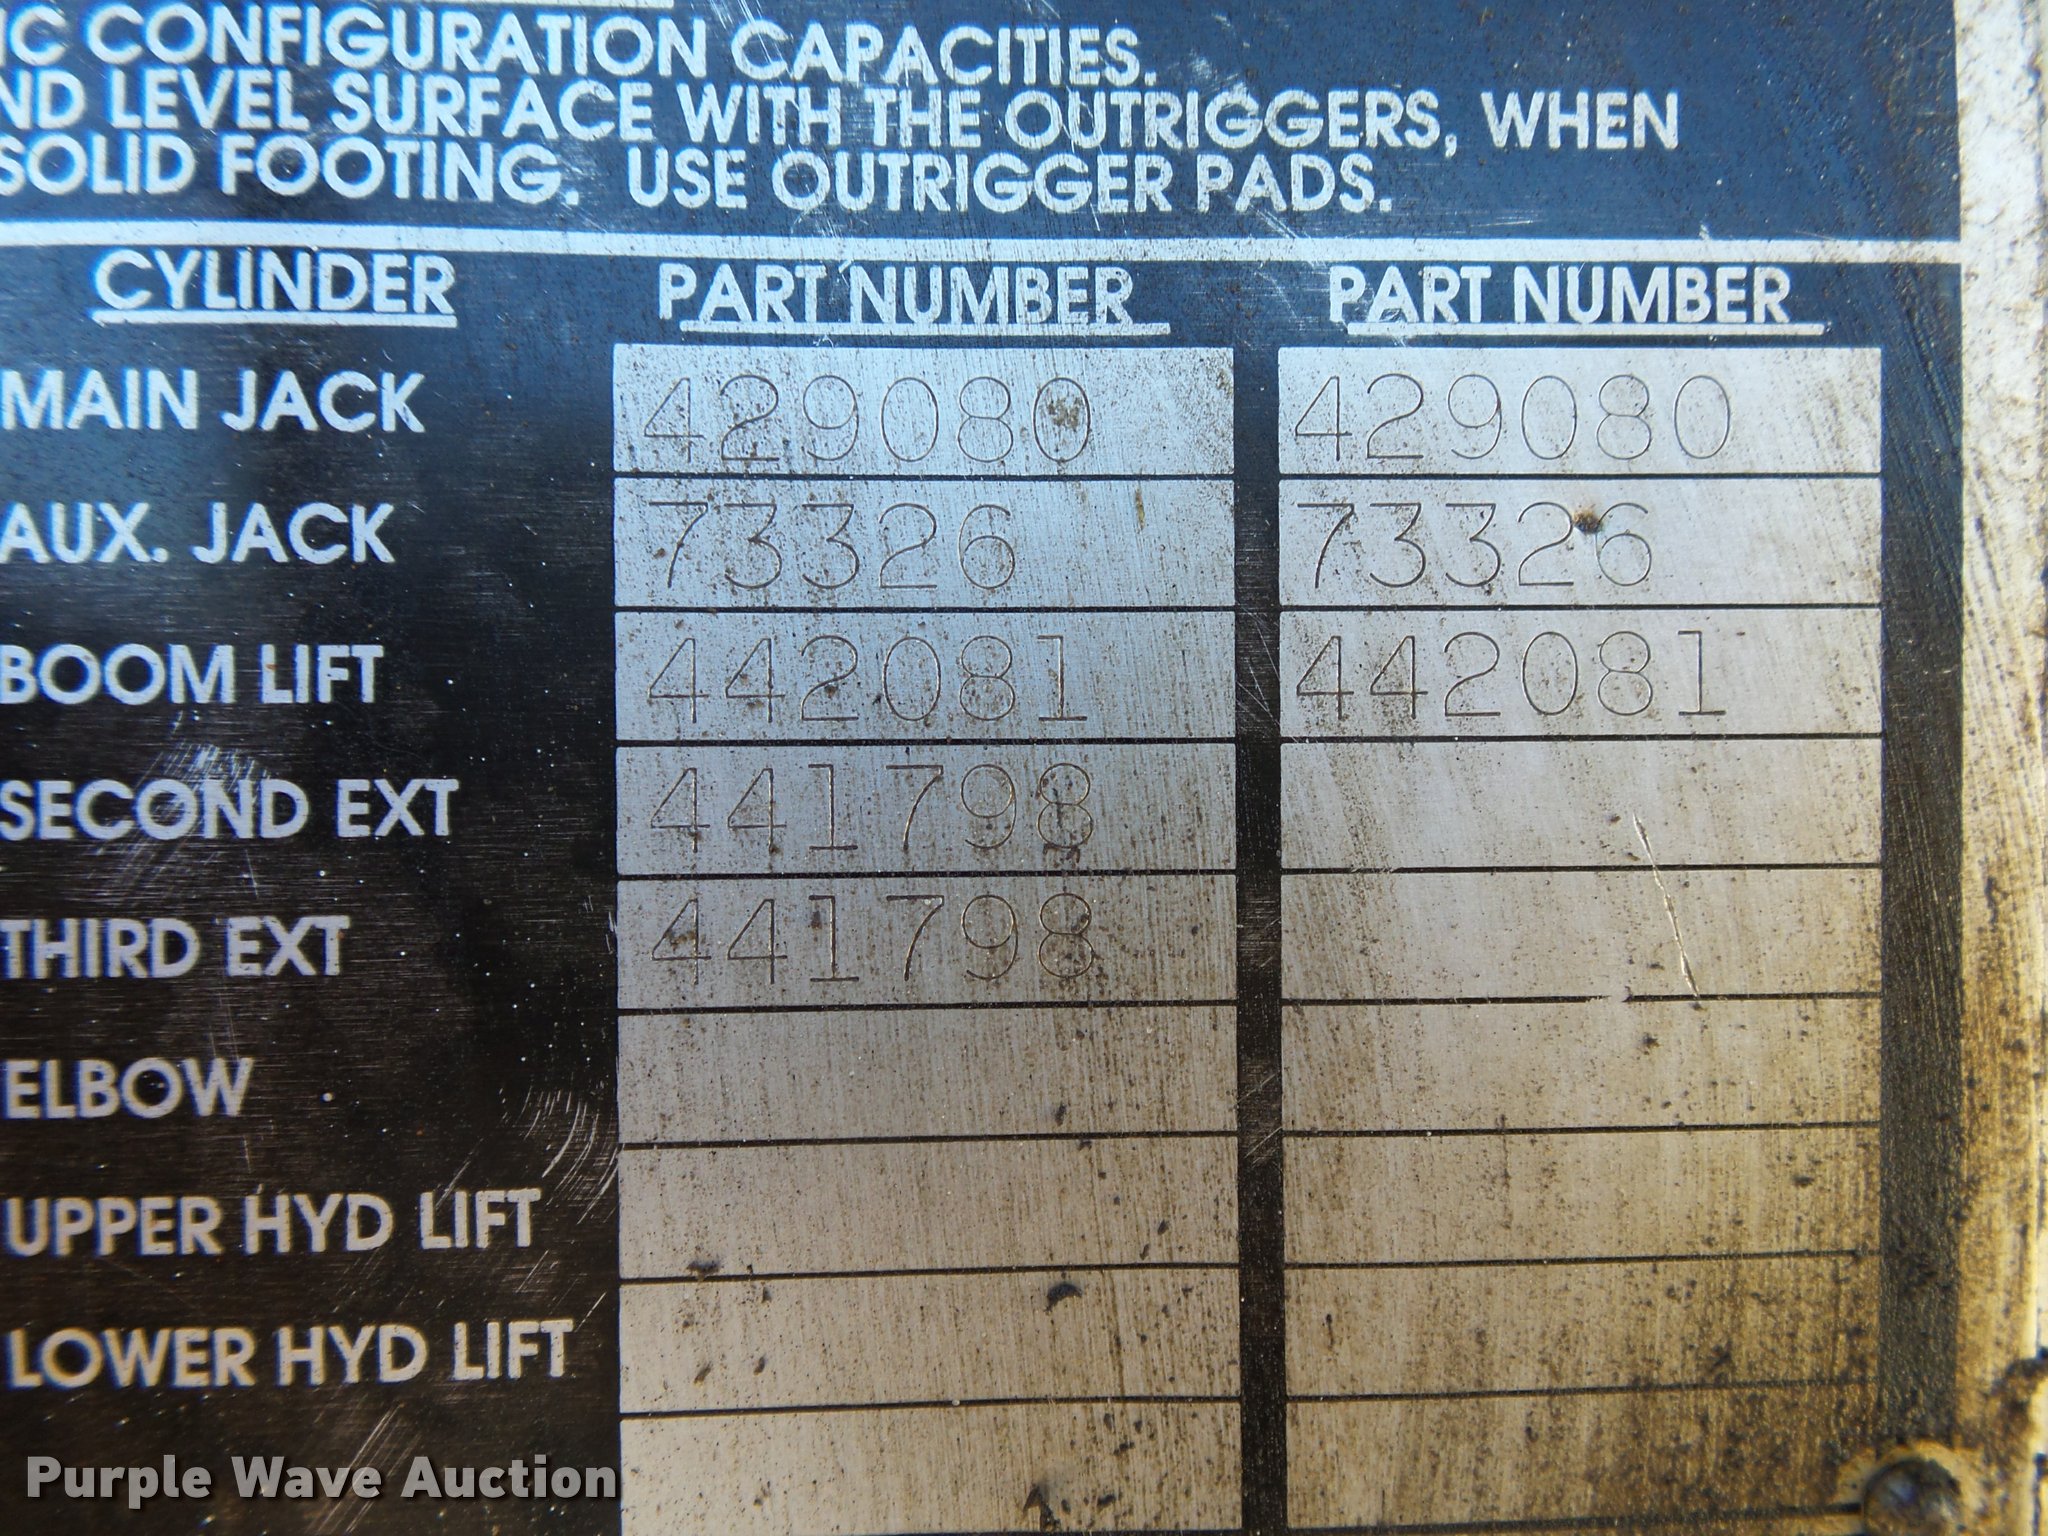 IC CONFIGURATION CAPACITIES.
ND LEVEL SURFACE WITH THE OUTRIGGERS, WHEN
SOLID FOOTING. USE OUTRIGGER PADS.
CYLINDER PART NUMBER PART NUMBER
MAIN JACK 429080 429080
AUX. JACK 73326 73326
BOOM LIFT 442081 442081
SECOND EXT 441798
THIRD EXT 441798
ELBOW
UPPER HYD LIFT
LOWER HYD LIFT
Purple Wave Auction